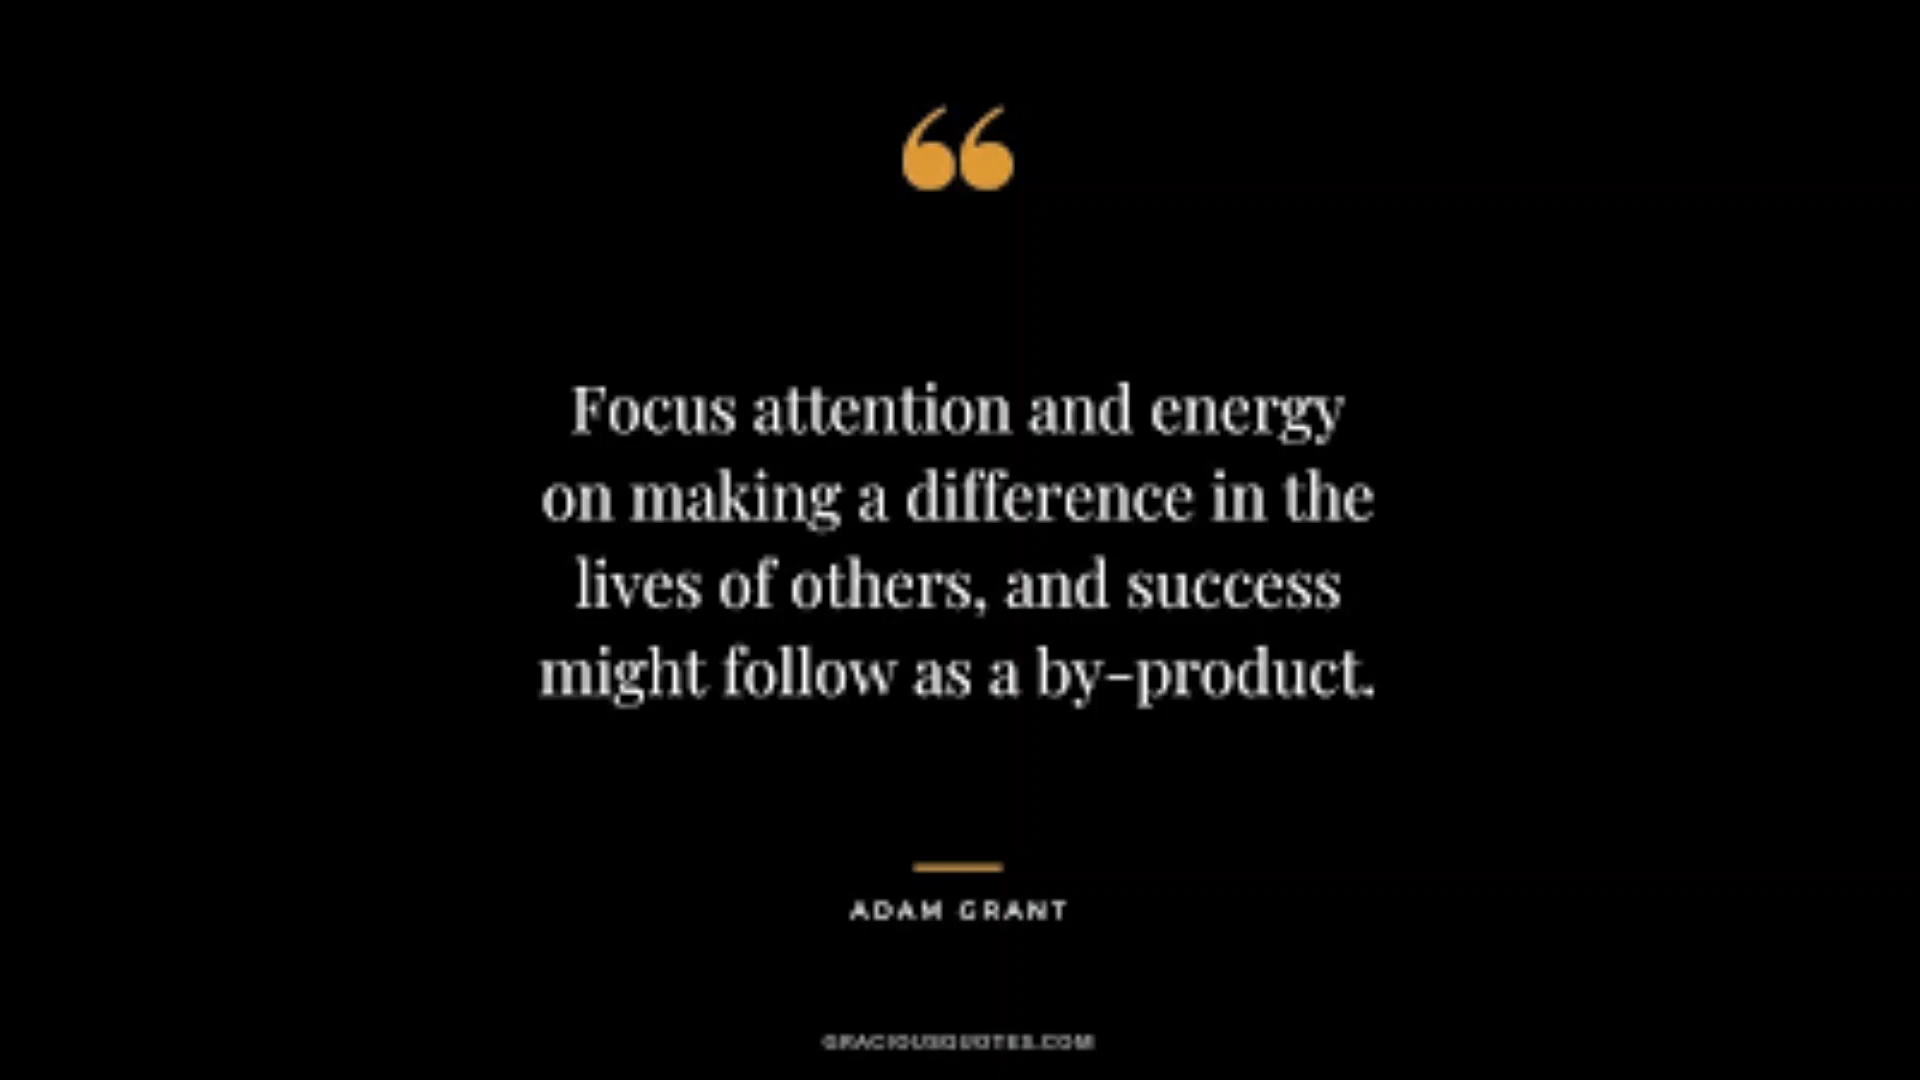 “
Focus attention and energy
on making a difference in the
lives of others, and success
might follow as a by-product.
ADAM GRANT
GRACIOUSQUOTES.COM